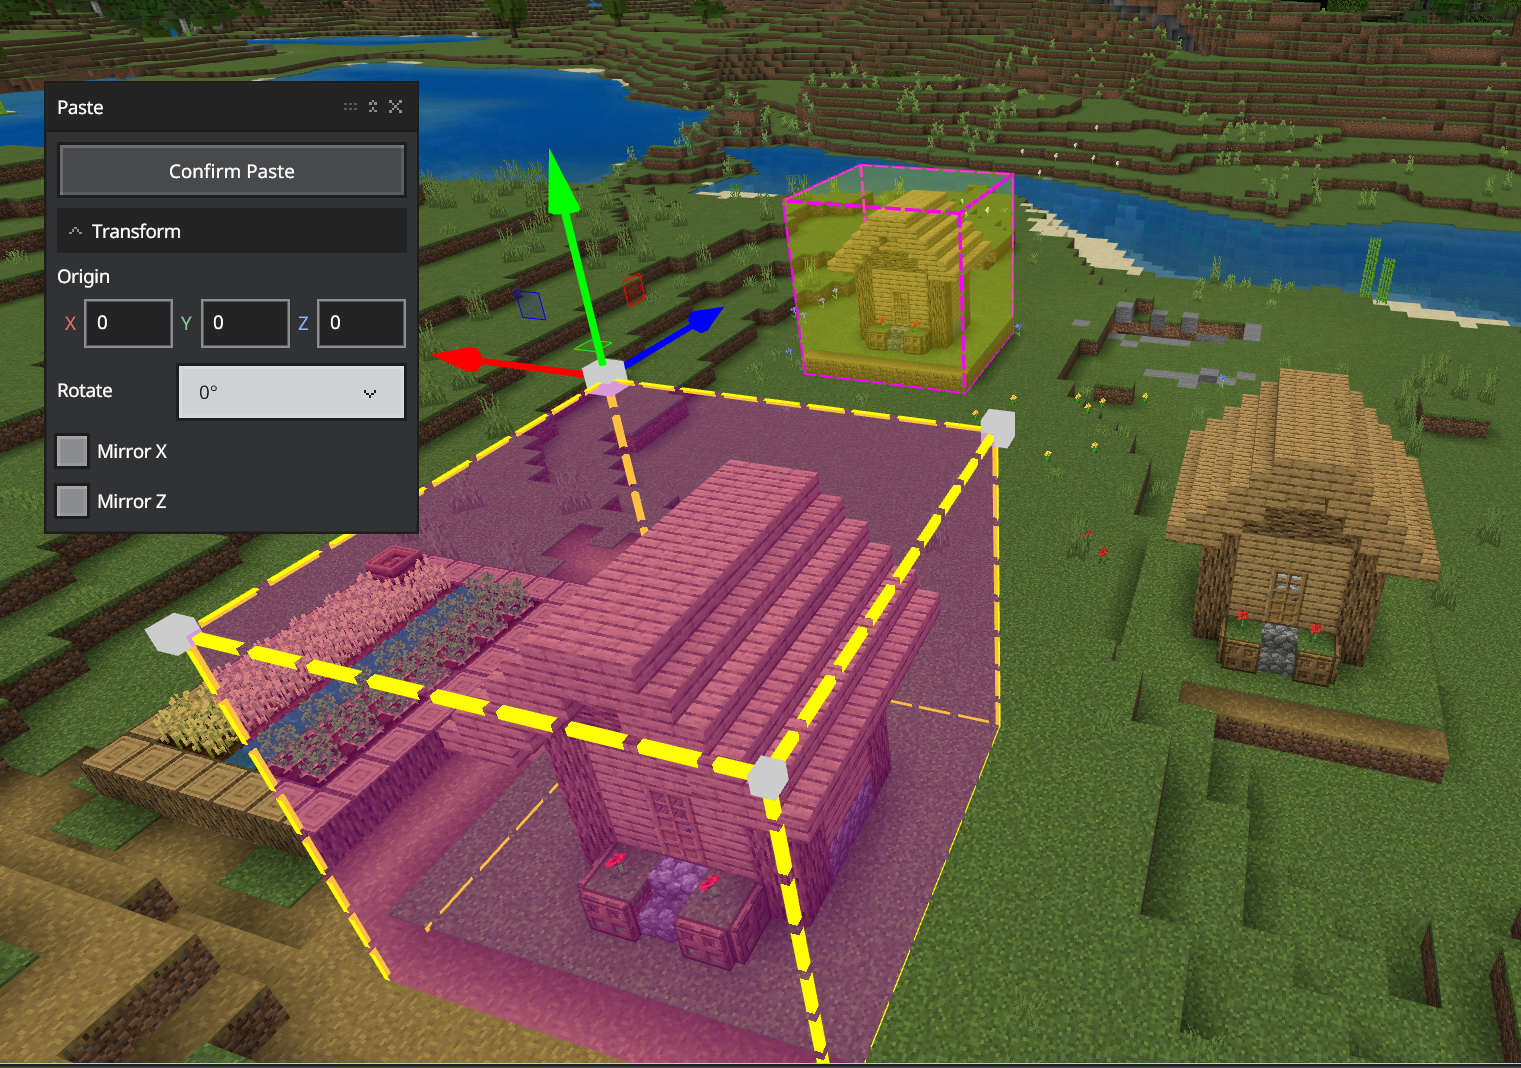 Paste
Confirm Paste
Transform
Origin
X 0 Y 0 Z 0
Rotate 0°
Mirror X
Mirror Z